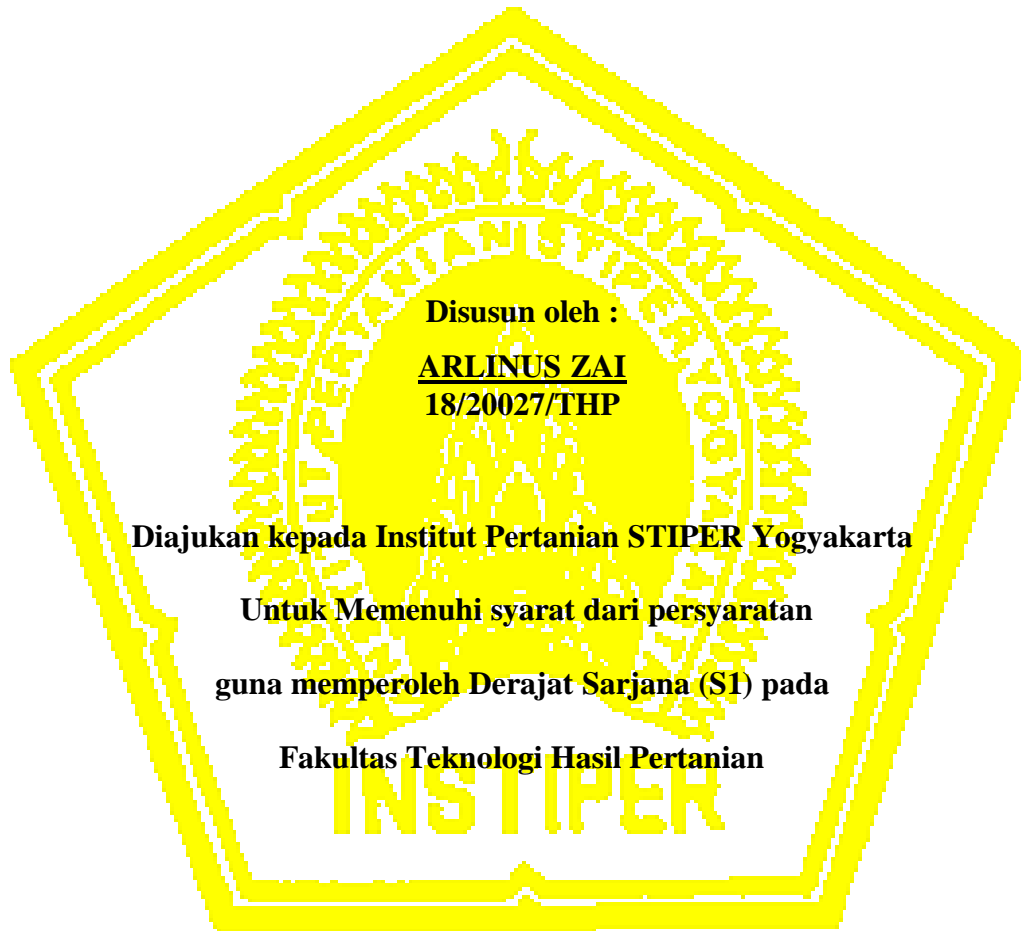 Disusun oleh :
ARLINUS ZAI
18/20027/THP
Diajukan kepada Institut Pertanian STIPER Yogyakarta
Untuk Memenuhi syarat dari persyaratan
guna memperoleh Derajat Sarjana (S1) pada
Fakultas Teknologi Hasil Pertanian
INSTIPER